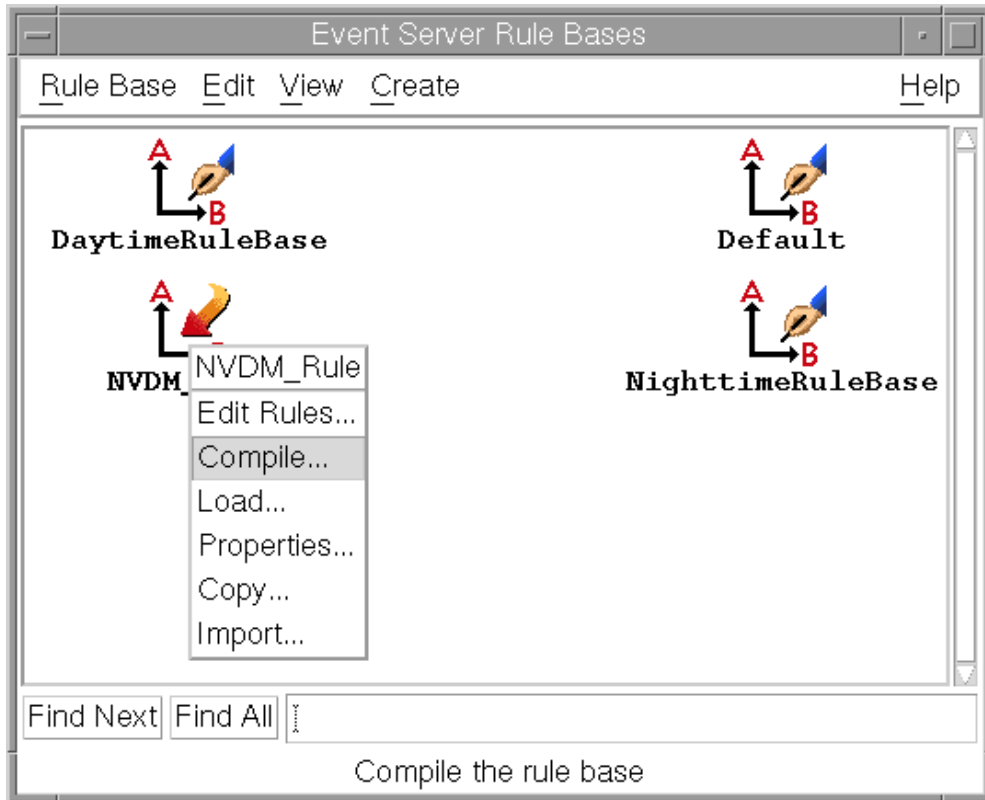 Event Server Rule Bases
Rule Base Edit View Create Help
A B
DaytimeRuleBase
A B
Default
A
NVDM_
A B
NighttimeRuleBase
NVDM_Rule
Edit Rules...
Compile...
Load...
Properties...
Copy...
Import...
Find Next Find All
Compile the rule base